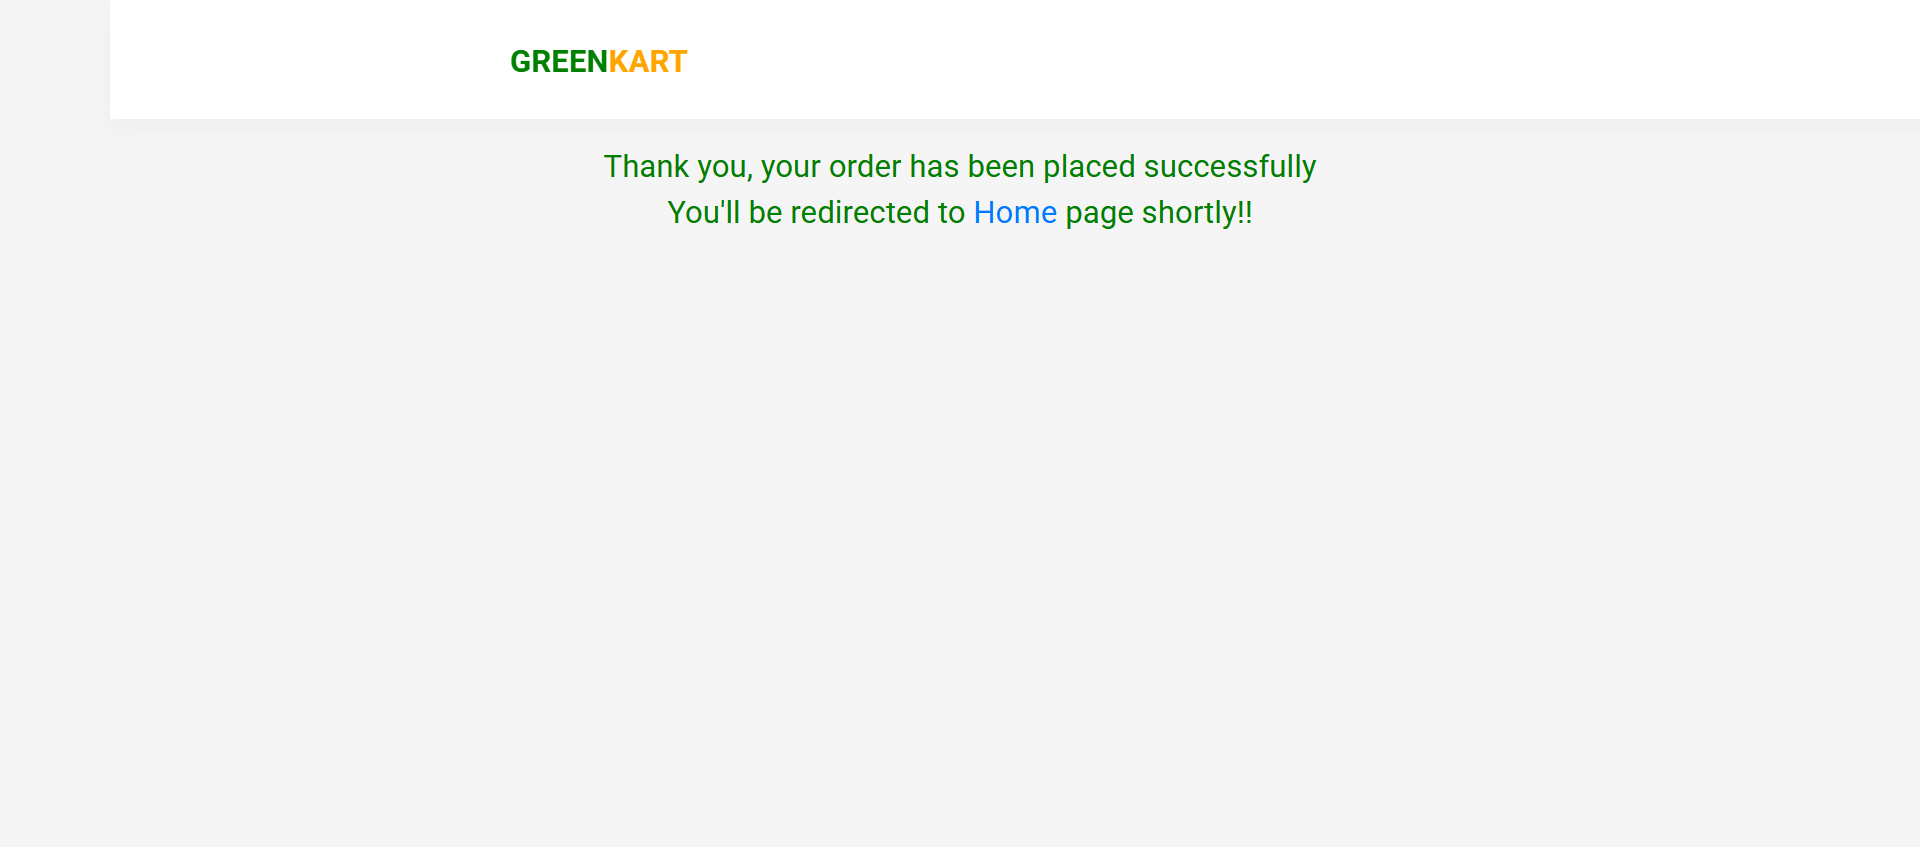 GREENKART
Thank you, your order has been placed successfully
You'll be redirected to Home page shortly!!